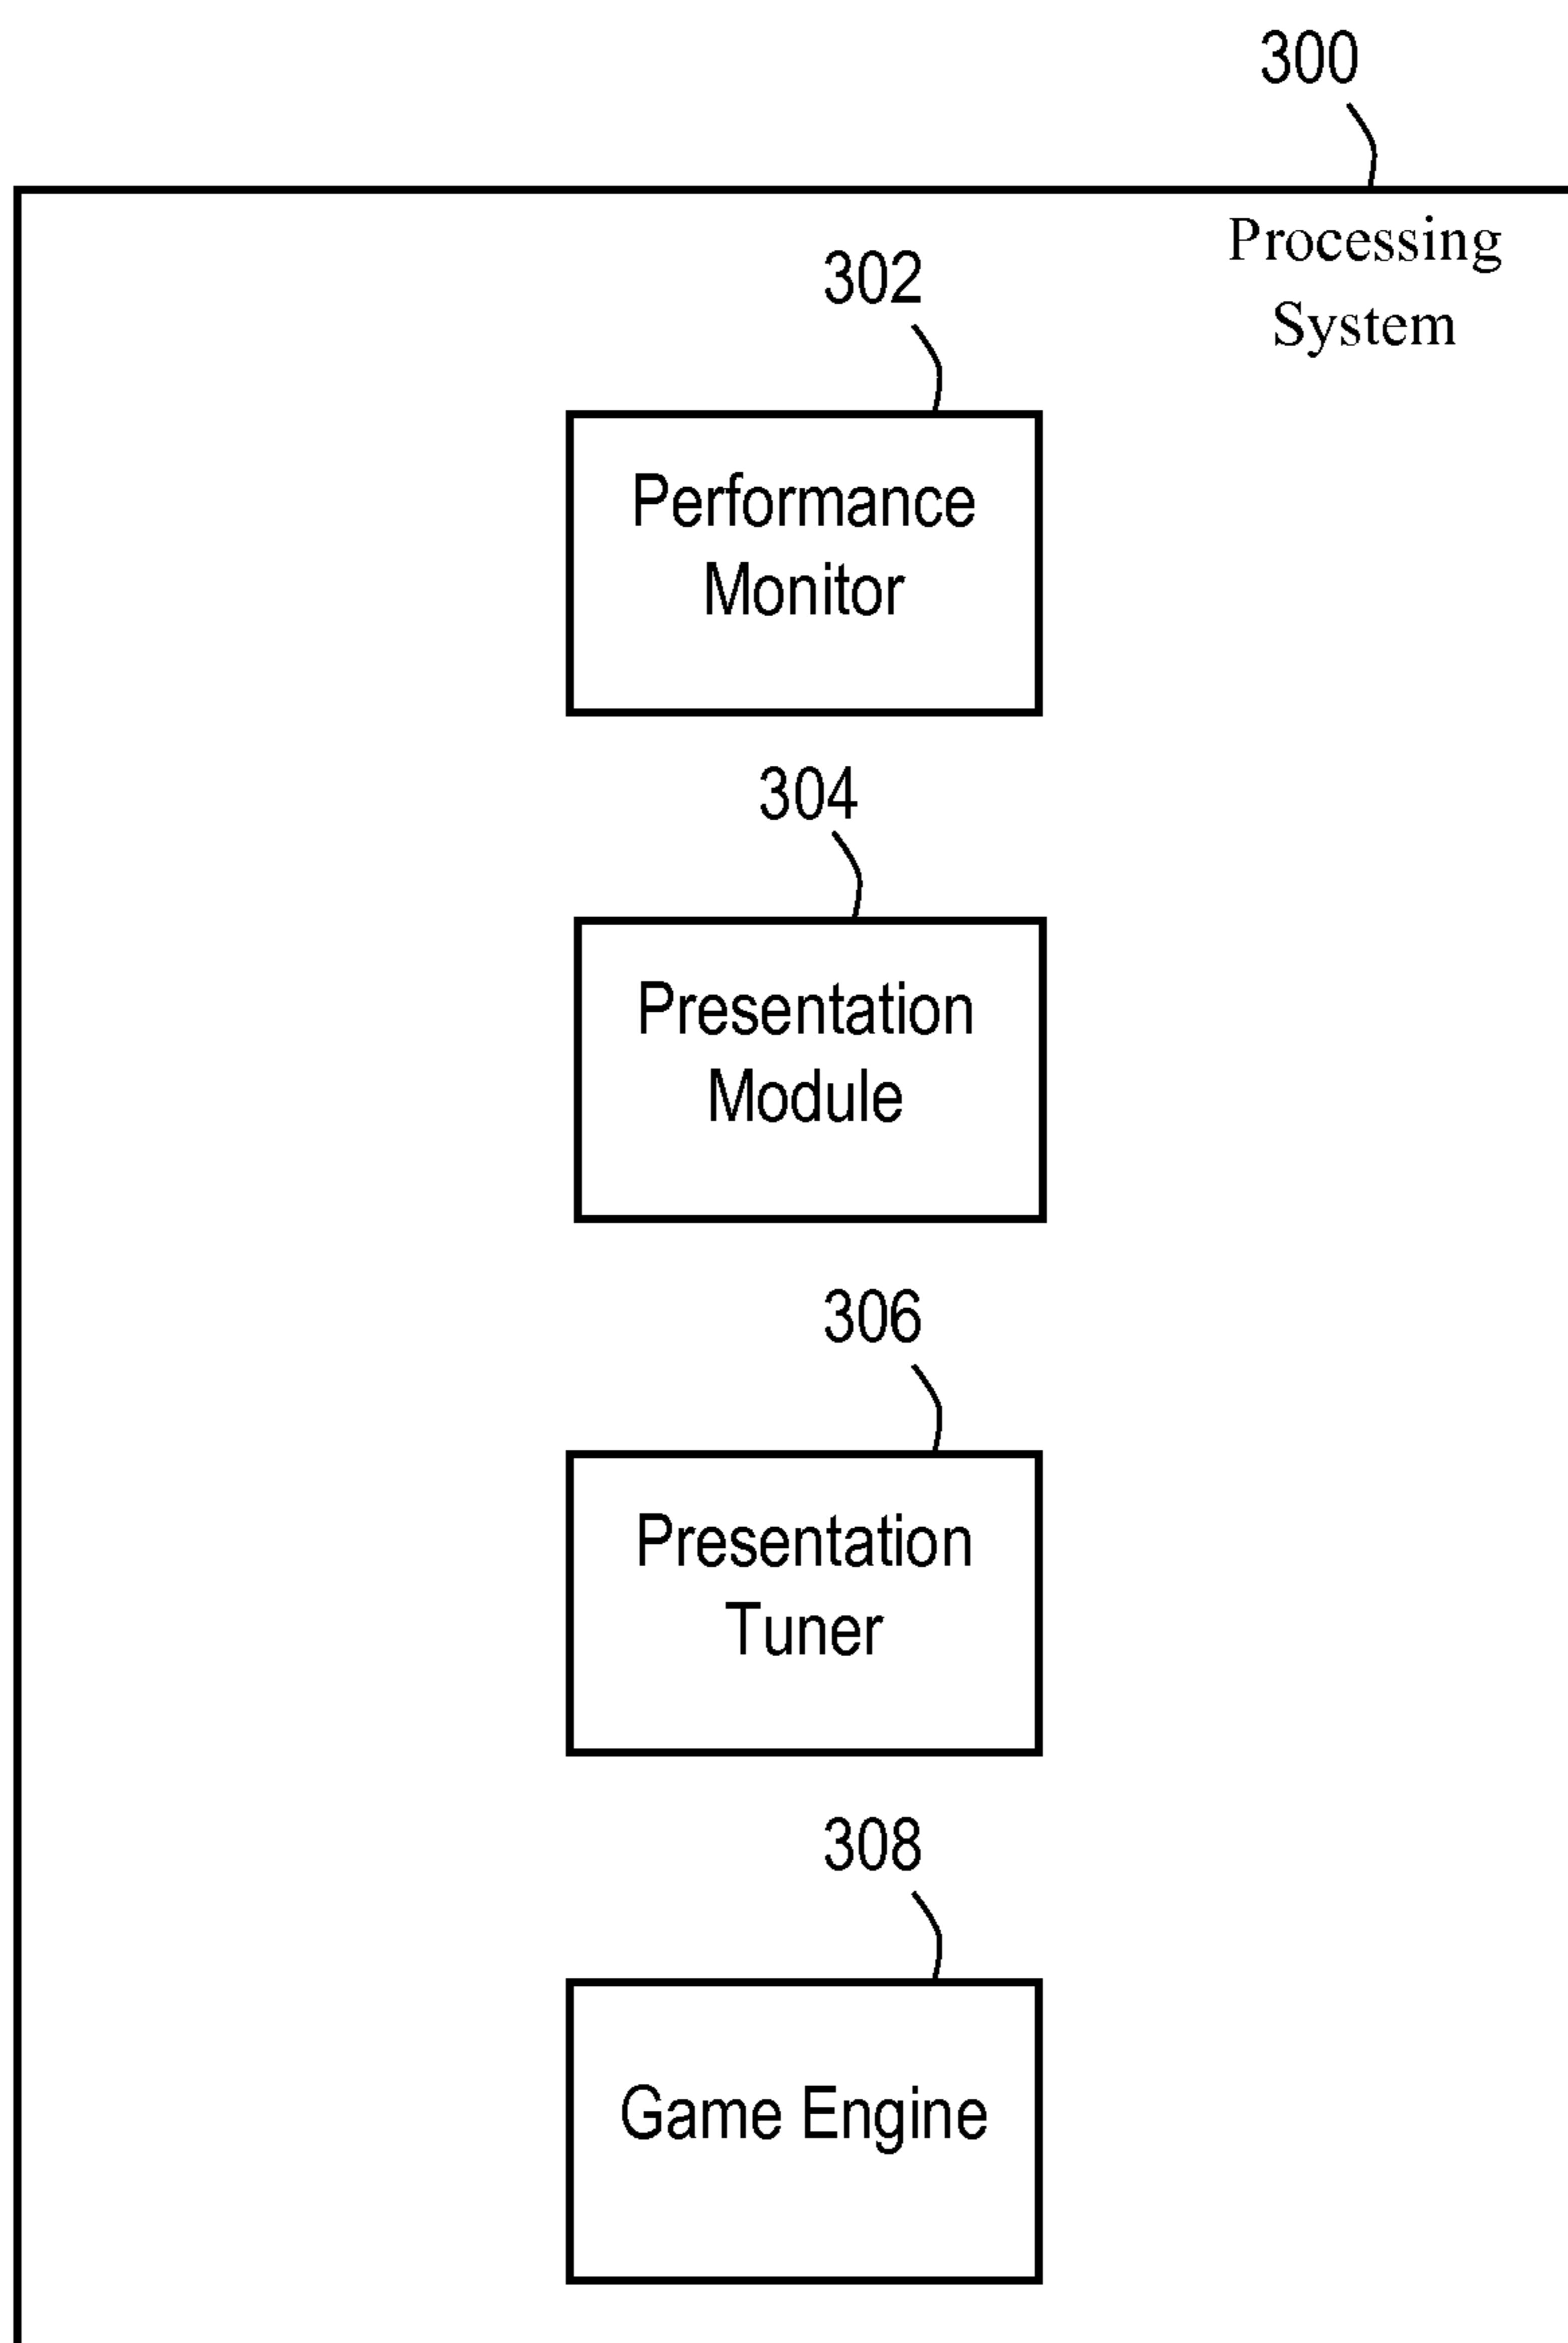 300
Processing
System
302
Performance
Monitor
304
Presentation
Module
306
Presentation
Tuner
308
Game Engine